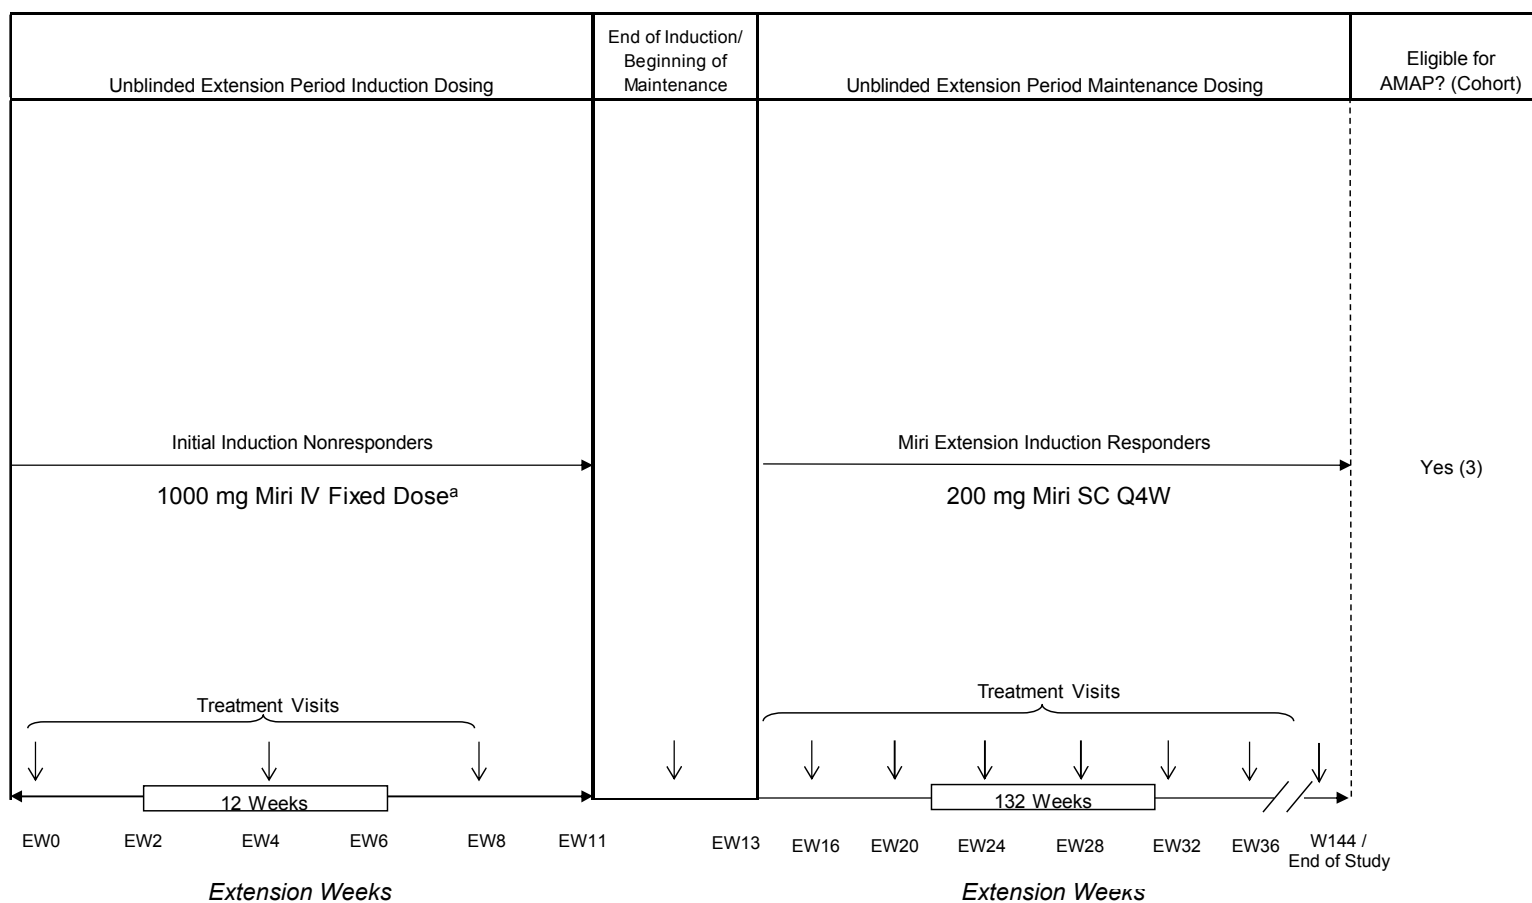 Unblinded Extension Period Induction Dosing
End of Induction/
Beginning of
Maintenance
Unblinded Extension Period Maintenance Dosing
Eligible for
AMAP? (Cohort)
Initial Induction Nonresponders
1000 mg Miri IV Fixed Doseᵃ
Miri Extension Induction Responders
200 mg Miri SC Q4W
Yes (3)
Treatment Visits
Treatment Visits
12 Weeks
132 Weeks
EW0 EW2 EW4 EW6 EW8 EW11 EW13 EW16 EW20 EW24 EW28 EW32 EW36 W144 /
End of Study
Extension Weeks
Extension Weeks